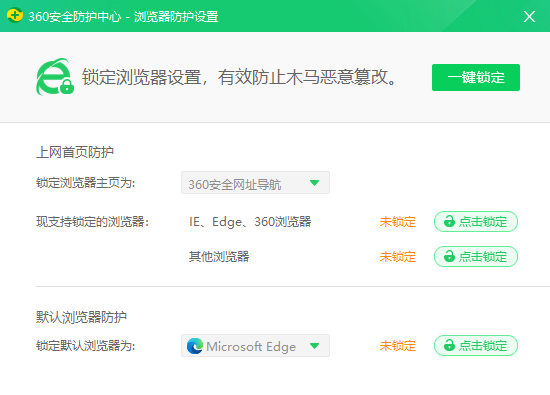 360安全防护中心 - 浏览器防护设置
锁定浏览器设置，有效防止木马恶意篡改。
一键锁定
上网首页防护
锁定浏览器主页为: 360安全网址导航
现支持锁定的浏览器: IE、Edge、360浏览器 未锁定 点击锁定
其他浏览器 未锁定 点击锁定
默认浏览器防护
锁定默认浏览器为: Microsoft Edge 未锁定 点击锁定